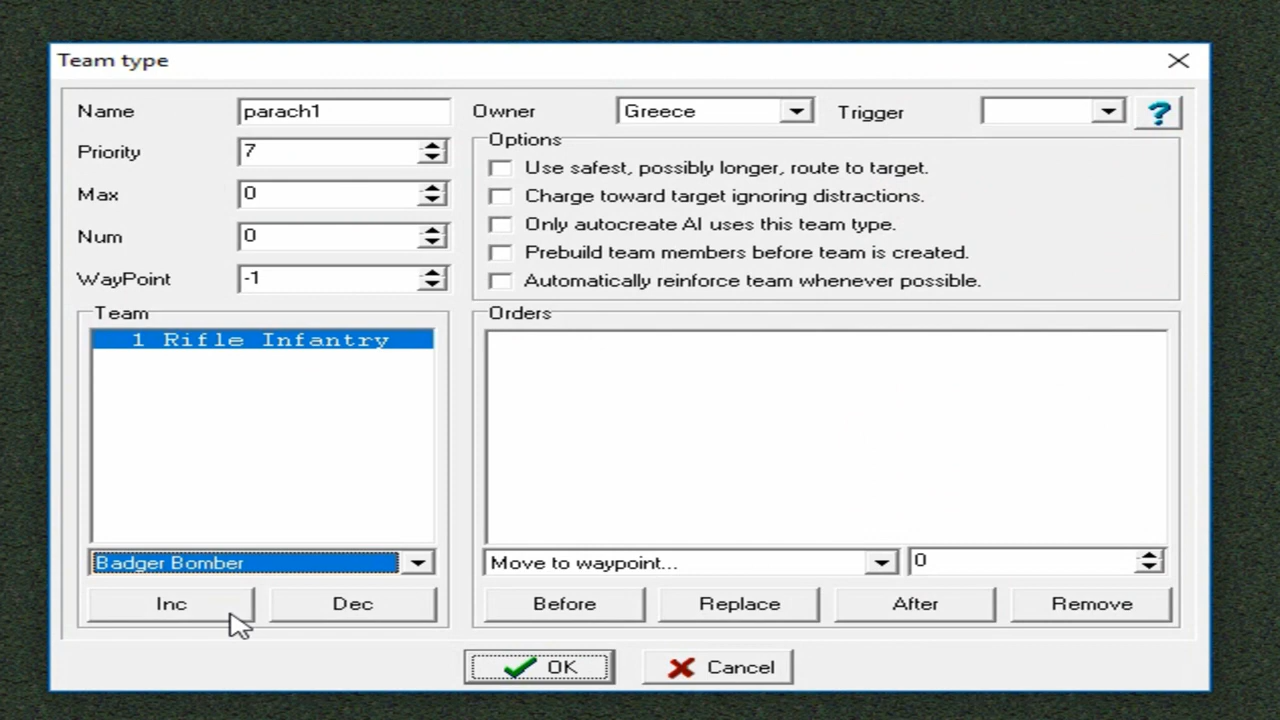 Team type
Name parach1 Owner Greece Trigger ?
Options
Priority 7
Use safest, possibly longer, route to target.
Max 0
Charge toward target ignoring distractions.
Only autocreate AI uses this team type.
Num 0
Prebuild team members before team is created.
WayPoint -1
Automatically reinforce team whenever possible.
Team
1 Rifle Infantry
Badger Bomber
Inc Dec
Orders
Move to waypoint... 0
Before Replace After Remove
OK Cancel